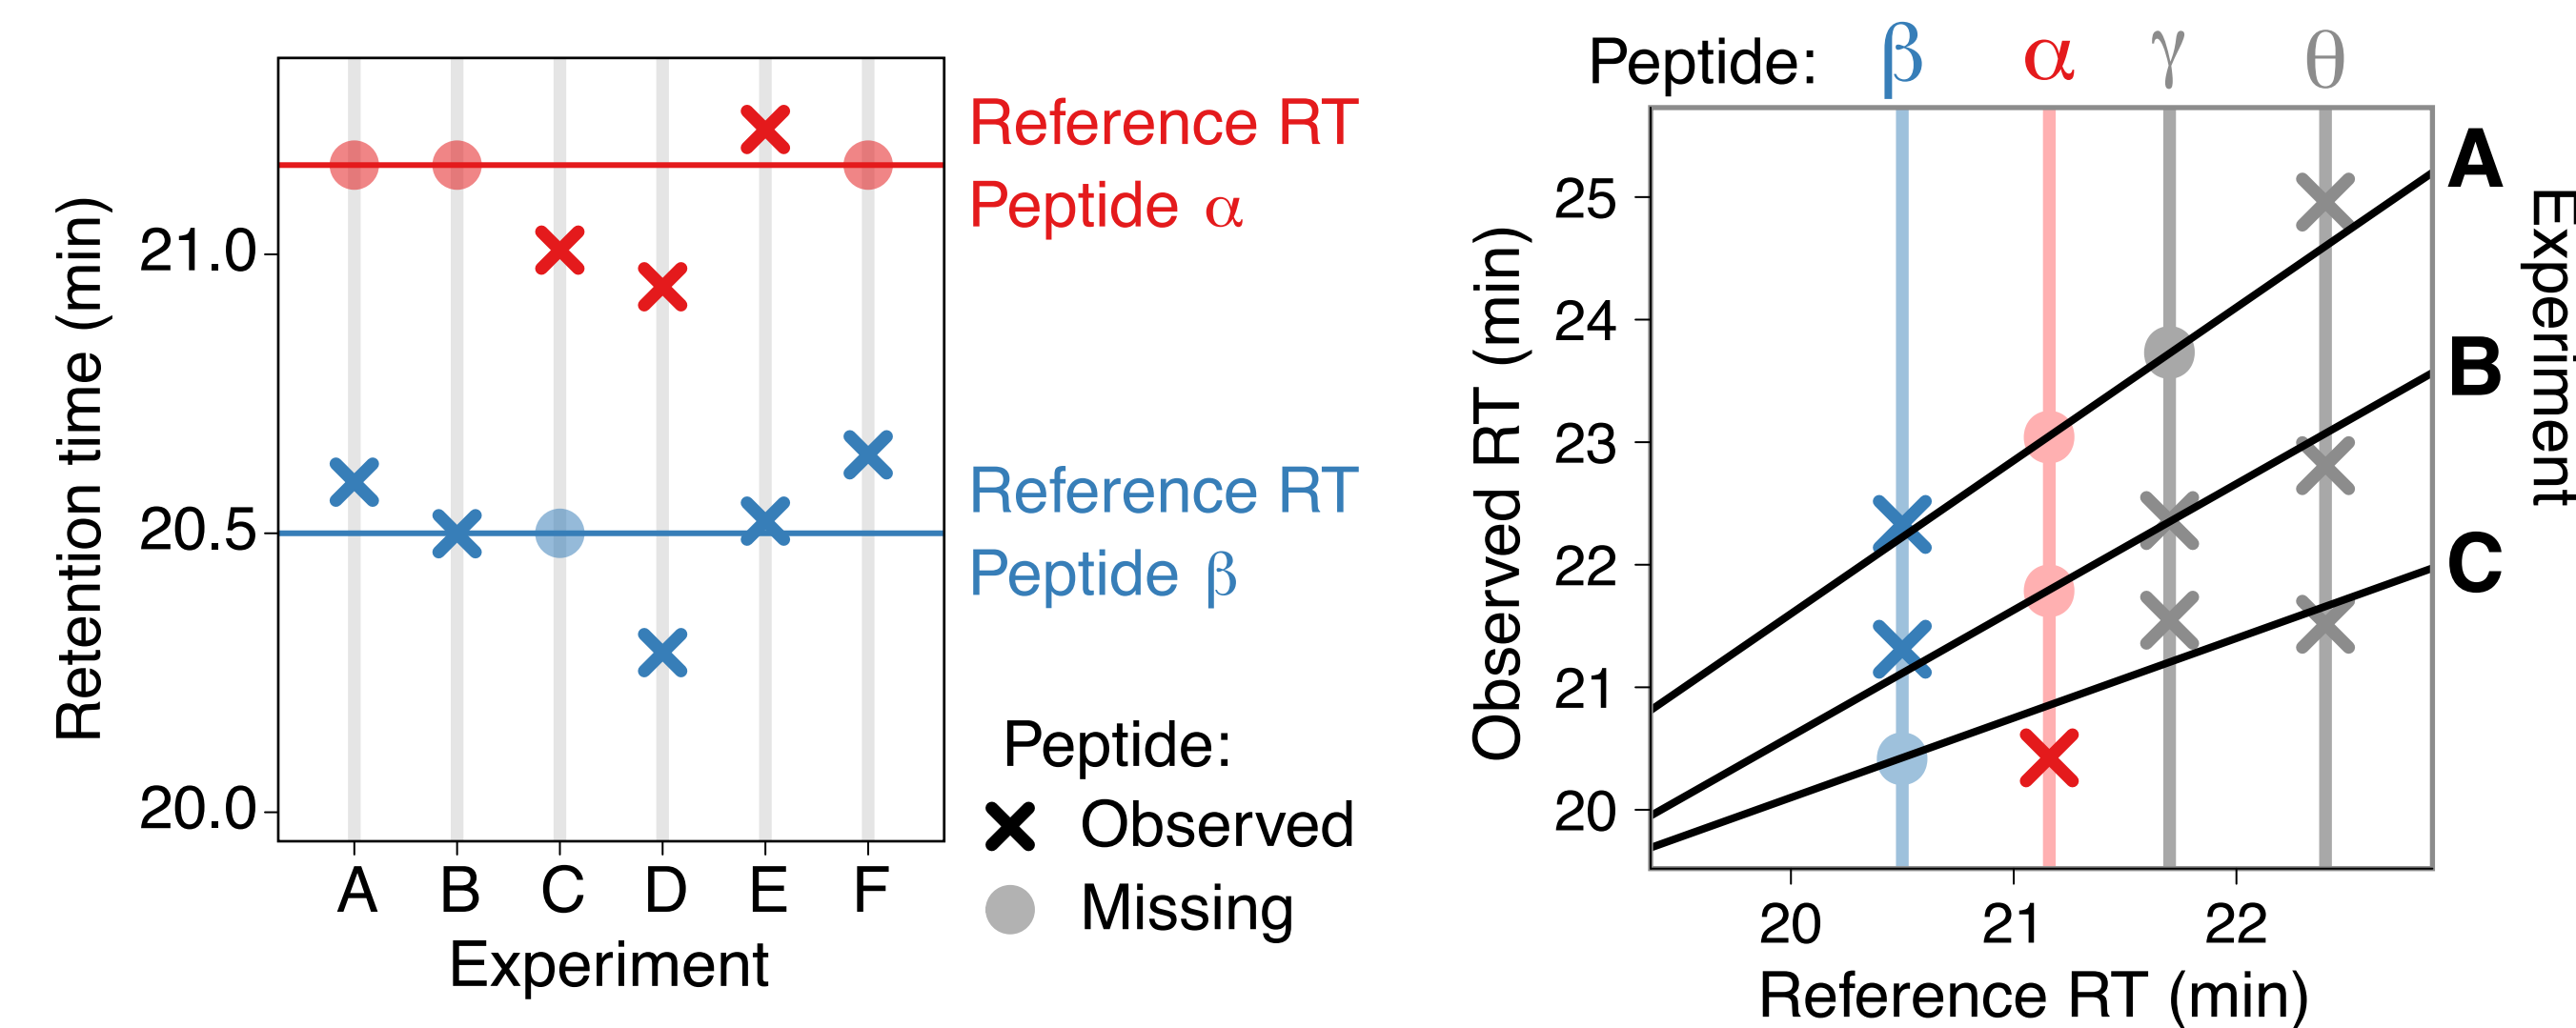 Retention time (min)
21.0
20.5
20.0
A B C D E F
Experiment
Reference RT
Peptide α
Reference RT
Peptide β
Peptide:
Observed
Missing
Peptide: β α γ θ
Observed RT (min)
25
24
23
22
21
20
20 21 22
Reference RT (min)
A
B
C
Experiment